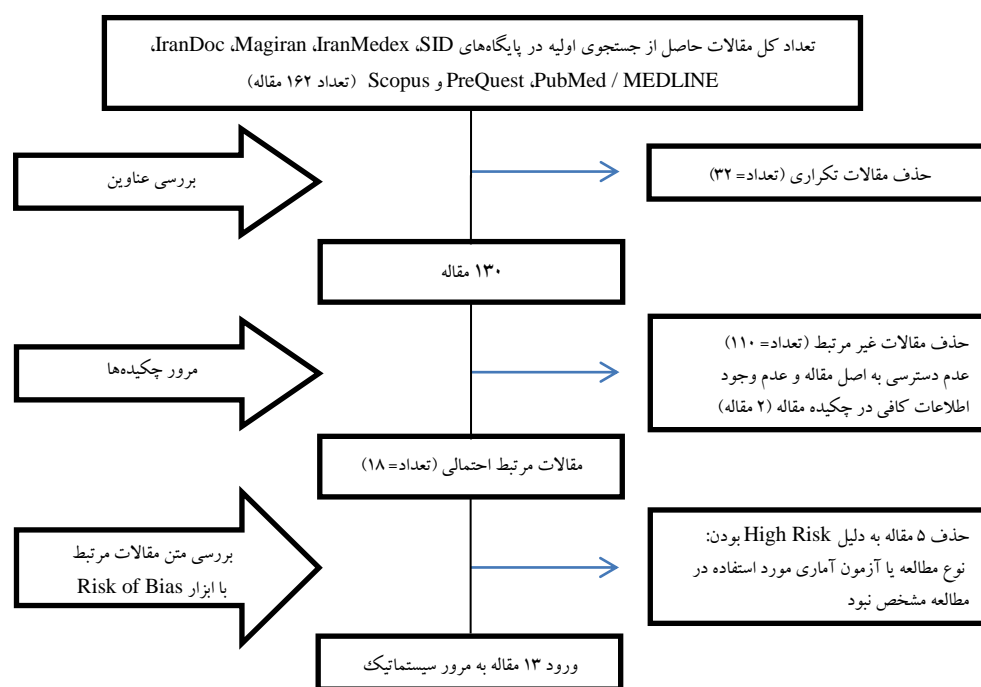 تعداد کل مقالات حاصل از جستجوی اولیه در پایگاه‌های SID، IranMedex، Magiran، IranDoc،
PubMed / MEDLINE، PreQuest و Scopus (تعداد ۱۶۲ مقاله)
بررسی عناوین
حذف مقالات تکراری (تعداد= ۳۲)
۱۳۰ مقاله
مرور چکیده‌ها
حذف مقالات غیر مرتبط (تعداد= ۱۱۰)
عدم دسترسی به اصل مقاله و عدم وجود
اطلاعات کافی در چکیده مقاله (۲ مقاله)
مقالات مرتبط احتمالی (تعداد= ۱۸)
بررسی متن مقالات مرتبط
با ابزار Risk of Bias
حذف ۵ مقاله به دلیل High Risk بودن:
نوع مطالعه یا آزمون آماری مورد استفاده در
مطالعه مشخص نبود
ورود ۱۳ مقاله به مرور سیستماتیک